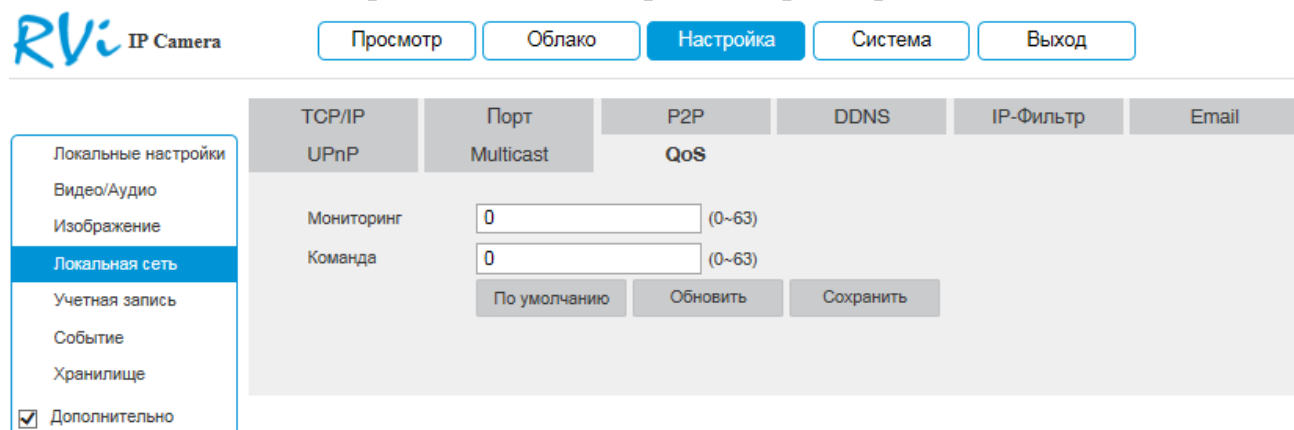 RVi IP Camera Просмотр Облако Настройка Система Выход
TCP/IP Порт P2P DDNS IP-Фильтр Email
UPnP Multicast QoS
Локальные настройки
Видео/Аудио
Изображение
Локальная сеть
Учетная запись
Событие
Хранилище
Дополнительно
Мониторинг 0 (0~63)
Команда 0 (0~63)
По умолчанию Обновить Сохранить